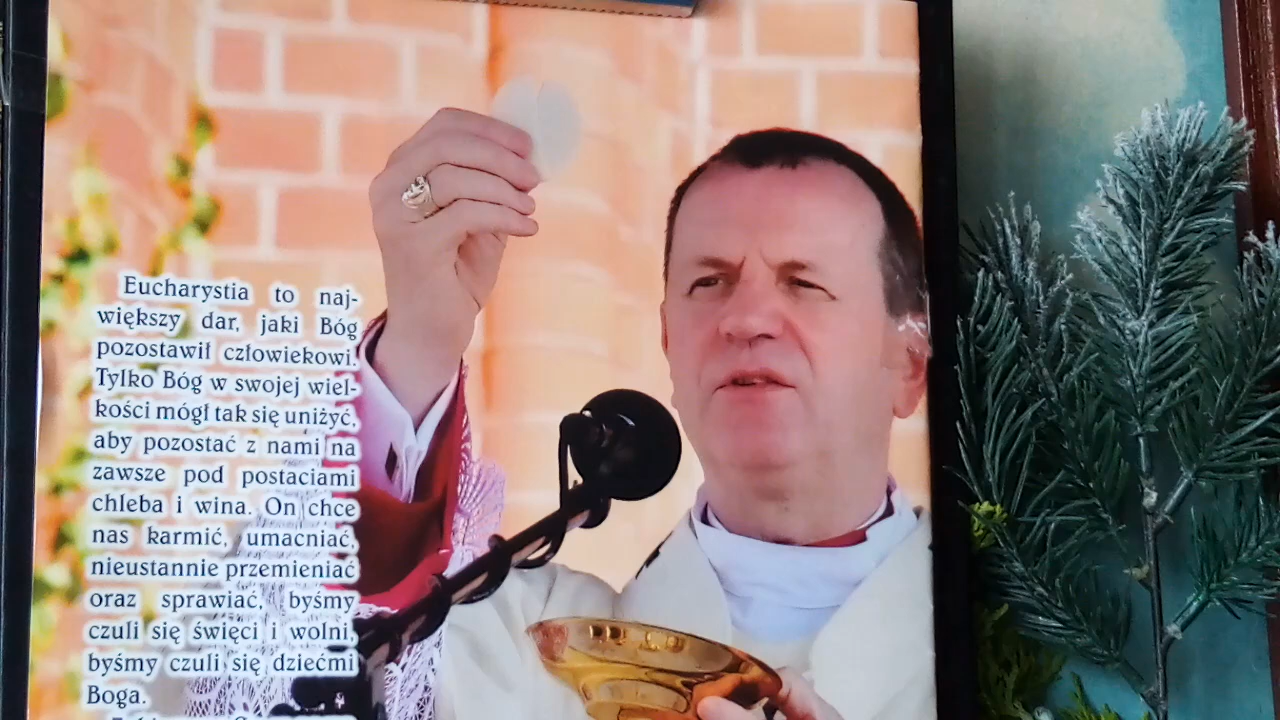 Eucharystia to naj-
większy dar, jaki Bóg
pozostawił człowiekowi.
Tylko Bóg w swojej wiel-
kości mógł tak się uniżyć,
aby pozostać z nami na
zawsze pod postaciami
chleba i wina. On chce
nas karmić, umacniać,
nieustannie przemieniać
oraz sprawiać, byśmy
czuli się święci i wolni,
byśmy czuli się dziećmi
Boga.